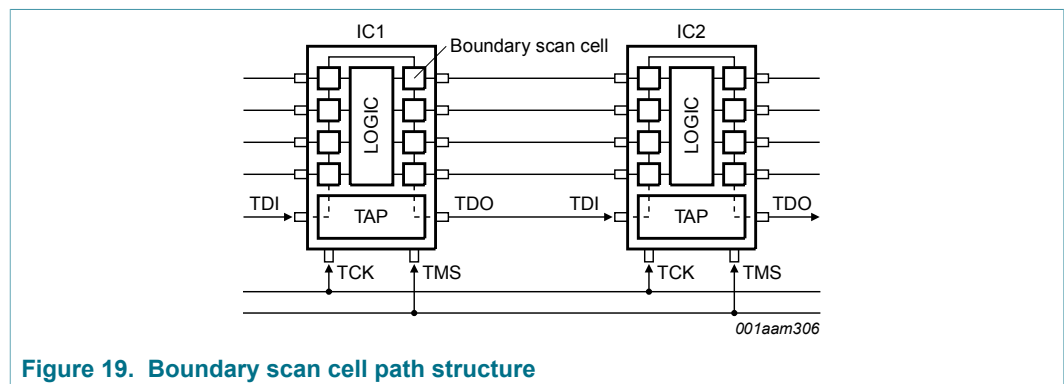 IC1 IC2
Boundary scan cell
LOGIC LOGIC
TDI TAP TDO TDI TAP TDO
TCK TMS TCK TMS
001aam306
Figure 19. Boundary scan cell path structure